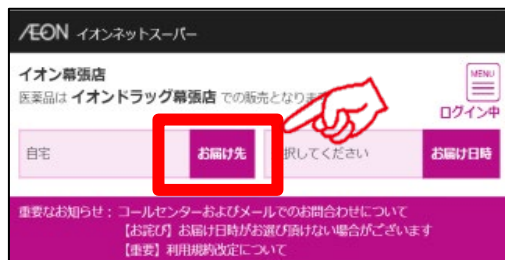 ÆON イオンネットスーパー
イオン幕張店
医薬品は イオンドラッグ幕張店 での販売となります
MENU
ログイン中
自宅 お届け先 択してください お届け日時
重要なお知らせ： コールセンターおよびメールでのお問合わせについて
【お詫び】お届け日時がお選び頂けない場合がございます
【重要】利用規約改定について